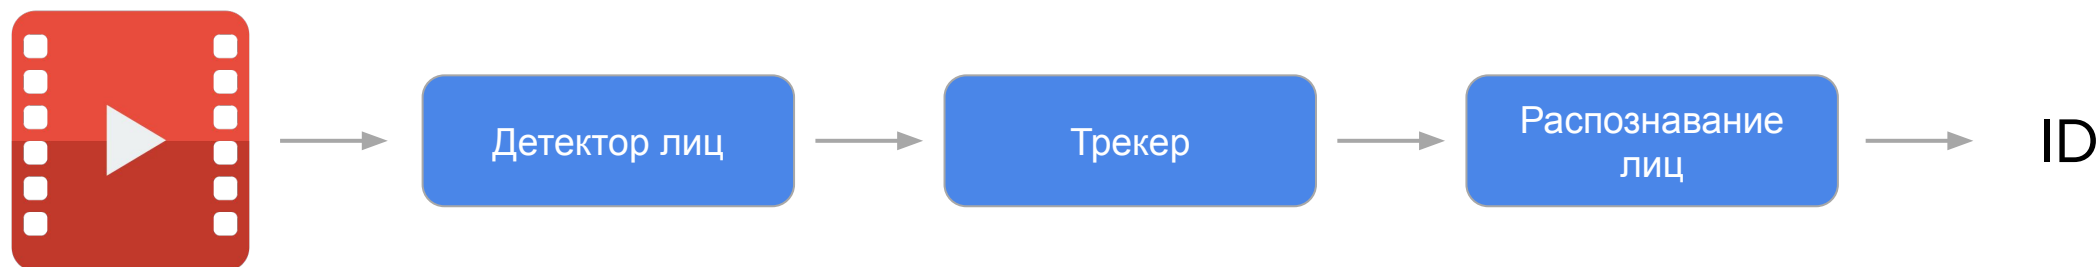 Детектор лиц
Трекер
Распознавание
лиц
ID